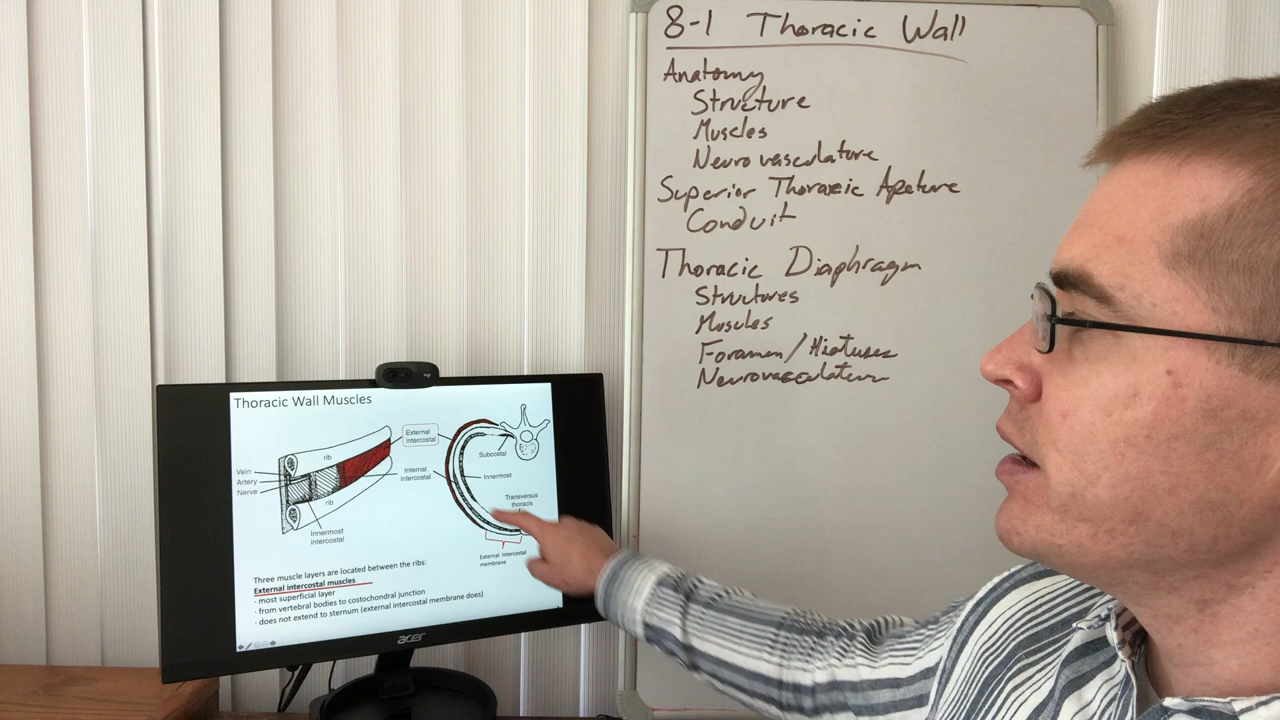 8-1 Thoracic Wall
Anatomy
Structure
Muscles
Neurovasculature
Superior Thoracic Apeture
Conduit
Thoracic Diaphragm
Structures
Muscles
Foramen/Hiatuses
Neurovasculature
logi
Thoracic Wall Muscles
rib
External
intercostal
Vein
Artery
Nerve
Internal
intercostal
rib
Innermost
intercostal
Subcostal
Innermost
Transversus
thoracis
External intercostal
membrane
Three muscle layers are located between the ribs:
External intercostal muscles
- most superficial layer
- from vertebral bodies to costochondral junction
- does not extend to sternum (external intercostal membrane does)
acer